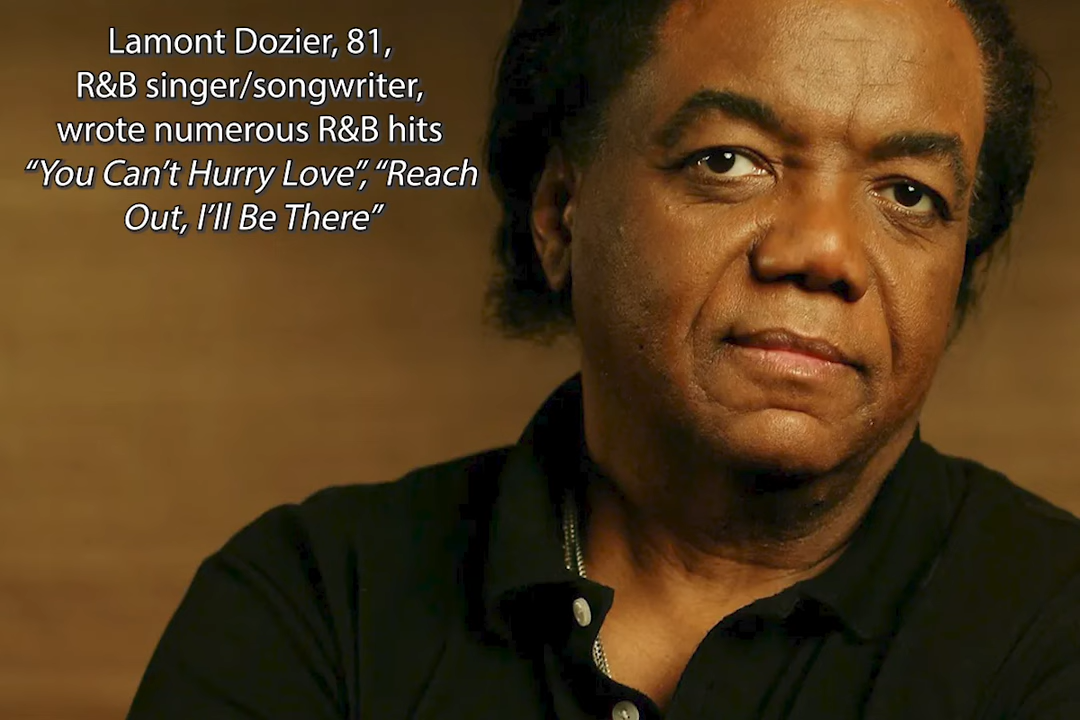 Lamont Dozier, 81,
R&B singer/songwriter,
wrote numerous R&B hits
“You Can’t Hurry Love”, “Reach
Out, I’ll Be There”